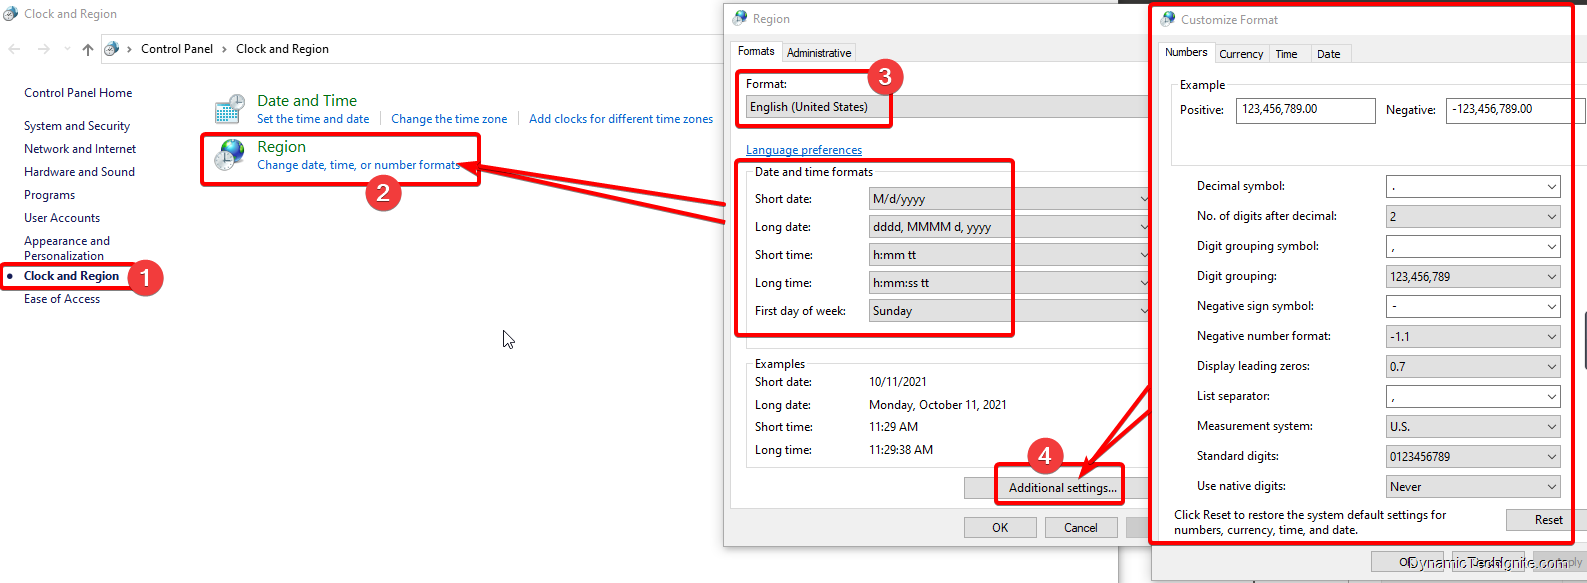 Clock and Region
Control Panel > Clock and Region
Control Panel Home
System and Security
Network and Internet
Hardware and Sound
Programs
User Accounts
Appearance and
Personalization
Clock and Region
Ease of Access
1
Date and Time
Set the time and date
Change the time zone
Add clocks for different time zones
Region
Change date, time, or number formats
2
Region
Formats
Administrative
3
Format:
English (United States)
Language preferences
Date and time formats
Short date: M/d/yyyy
Long date: dddd, MMMM d, yyyy
Short time: h:mm tt
Long time: h:mm:ss tt
First day of week: Sunday
Examples
Short date: 10/11/2021
Long date: Monday, October 11, 2021
Short time: 11:29 AM
Long time: 11:29:38 AM
4
Additional settings...
OK
Cancel
Customize Format
Numbers
Currency
Time
Date
Example
Positive: 123,456,789.00 Negative: -123,456,789.00
Decimal symbol: .
No. of digits after decimal: 2
Digit grouping symbol: ,
Digit grouping: 123,456,789
Negative sign symbol: -
Negative number format: -1.1
Display leading zeros: 0.7
List separator: ,
Measurement system: U.S.
Standard digits: 0123456789
Use native digits: Never
Click Reset to restore the system default settings for
numbers, currency, time, and date.
Reset
DynamicTechIgnite.com